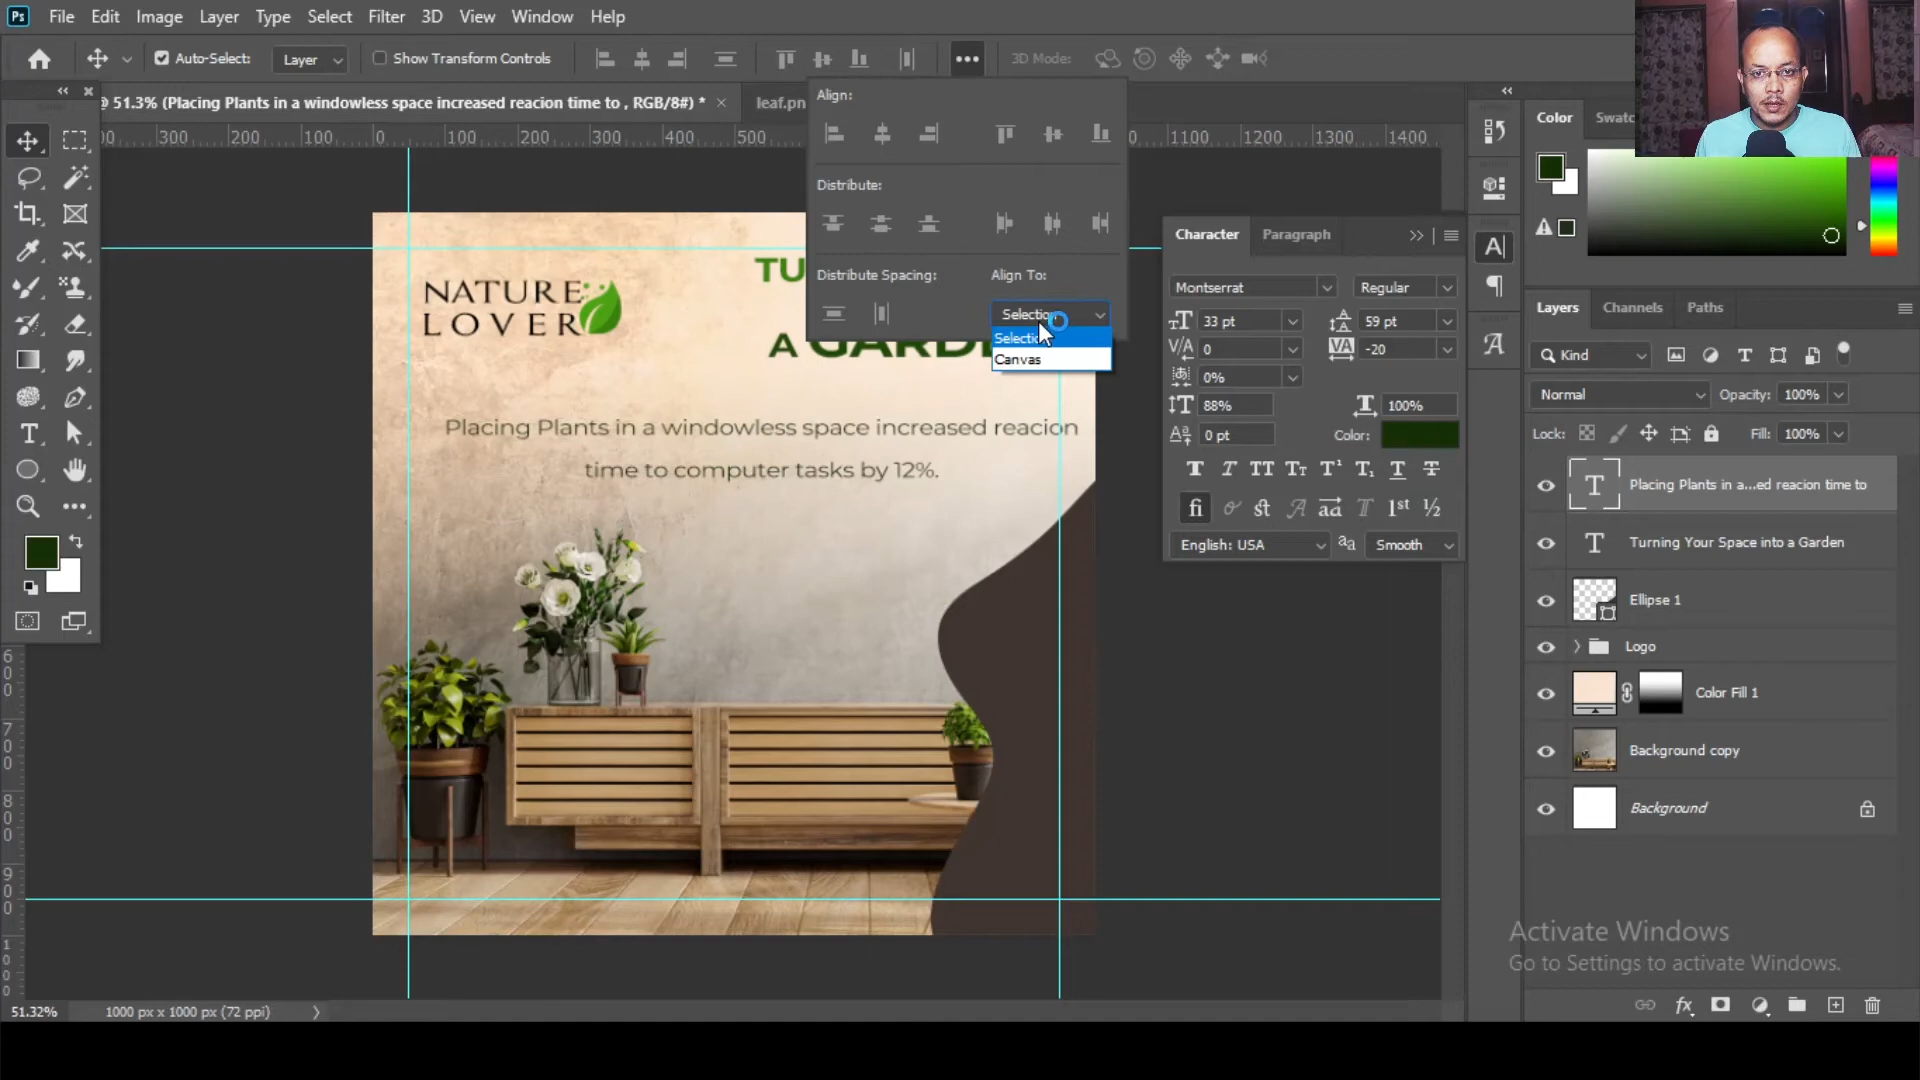 Ps File Edit Image Layer Type Select Filter 3D View Window Help
Auto-Select: Layer Show Transform Controls 3D Mode:
@ 51.3% (Placing Plants in a windowless space increased reacion time to , RGB/8#) *
leaf.pn
300 200 100 0 100 200 300 400 500 1100 1200 1300 1400
Align:
Distribute:
Distribute Spacing:
Align To:
Selection
Canvas
NATURE
LOVER
TU
A GARDE
Placing Plants in a windowless space increased reacion
time to computer tasks by 12%.
Character Paragraph
Montserrat Regular
33 pt 59 pt
0 -20
0%
88% 100%
0 pt Color:
English: USA aa Smooth
Color Swatc
Layers Channels Paths
Kind
Normal Opacity: 100%
Lock: Fill: 100%
Placing Plants in a...ed reacion time to
Turning Your Space into a Garden
Ellipse 1
Logo
Color Fill 1
Background copy
Background
600
700
800
900
1000
Activate Windows
Go to Settings to activate Windows.
51.32% 1000 px x 1000 px (72 ppi)